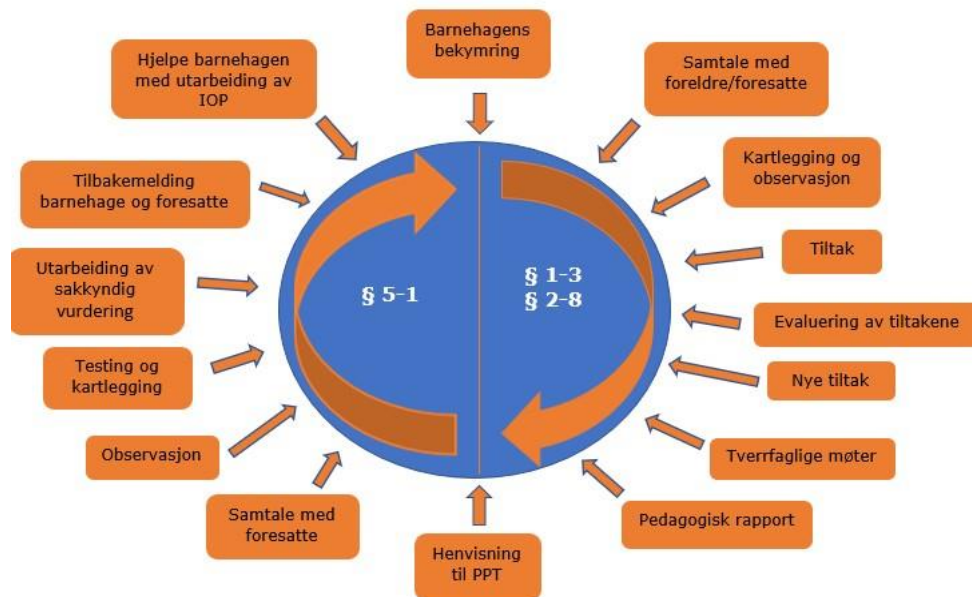 Barnehagens
bekymring
Samtale med
foreldre/foresatte
Kartlegging og
observasjon
Tiltak
Evaluering av tiltakene
Nye tiltak
Tverrfaglige møter
Pedagogisk rapport
Henvisning
til PPT
Samtale med
foresatte
Observasjon
Testing og
kartlegging
Utarbeiding av
sakkyndig
vurdering
Tilbakemelding
barnehage og foresatte
Hjelpe barnehagen
med utarbeiding av
IOP
§ 5-1
§ 1-3
§ 2-8